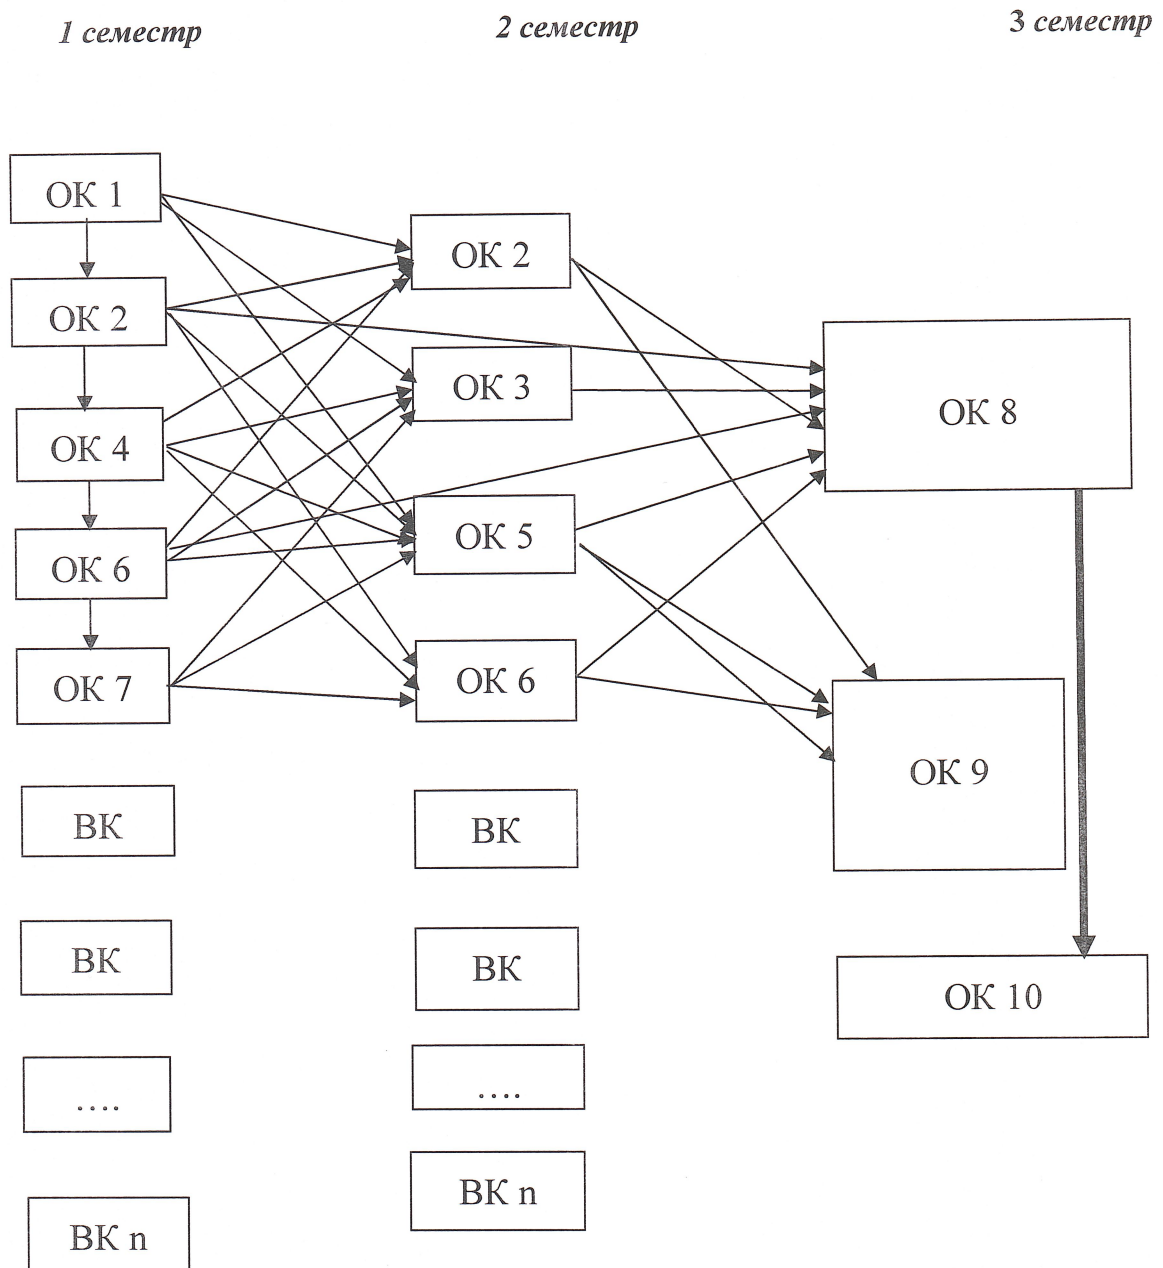 1 семестр
2 семестр
3 семестр
ОК 1
ОК 2
ОК 4
ОК 6
ОК 7
ВК
ВК
....
ВК n
ОК 2
ОК 3
ОК 5
ОК 6
ВК
ВК
....
ВК n
ОК 8
ОК 9
ОК 10